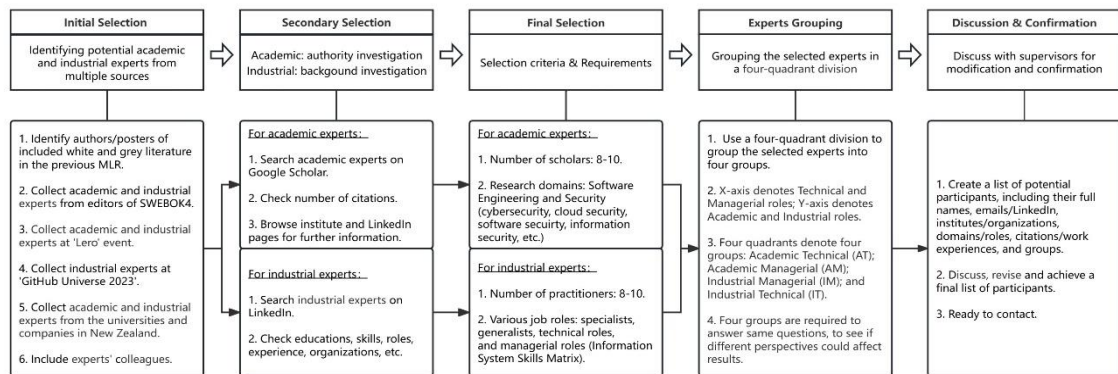 Initial Selection
Identifying potential academic
and industrial experts from
multiple sources
Secondary Selection
Academic: authority investigation
Industrial: backgound investigation
Final Selection
Selection criteria & Requirements
Experts Grouping
Grouping the selected experts in
a four-quadrant division
Discussion & Confirmation
Discuss with supervisors for
modification and confirmation
1. Identify authors/posters of
included white and grey literature
in the previous MLR.
2. Collect academic and industrial
experts from editors of SWEBOK4.
3. Collect academic and industrial
experts at 'Lero' event.
4. Collect industrial experts at
'GitHub Universe 2023'.
5. Collect academic and industrial
experts from the universities and
companies in New Zealand.
6. Include experts' colleagues.
For academic experts:
1. Search academic experts on
Google Scholar.
2. Check number of citations.
3. Browse institute and LinkedIn
pages for further information.
For industrial experts:
1. Search industrial experts on
LinkedIn.
2. Check educations, skills, roles,
experience, organizations, etc.
For academic experts:
1. Number of scholars: 8-10.
2. Research domains: Software
Engineering and Security
(cybersecurity, cloud security,
software securirty, information
security, etc.)
For industrial experts:
1. Number of practitioners: 8-10.
2. Various job roles: specialists,
generalists, technical roles,
and managerial roles (Information
System Skills Matrix).
1. Use a four-quadrant division to
group the selected experts into
four groups.
2. X-axis denotes Technical and
Managerial roles; Y-axis denotes
Academic and Industrial roles.
3. Four quadrants denote four
groups: Academic Technical (AT);
Academic Managerial (AM);
Industrial Managerial (IM); and
Industrial Technical (IT).
4. Four groups are required to
answer same questions, to see if
different perspectives could affect
results.
1. Create a list of potential
participants, including their full
names, emails/LinkedIn,
institutes/organizations,
domains/roles, citations/work
experiences, and groups.
2. Discuss, revise and achieve a
final list of participants.
3. Ready to contact.